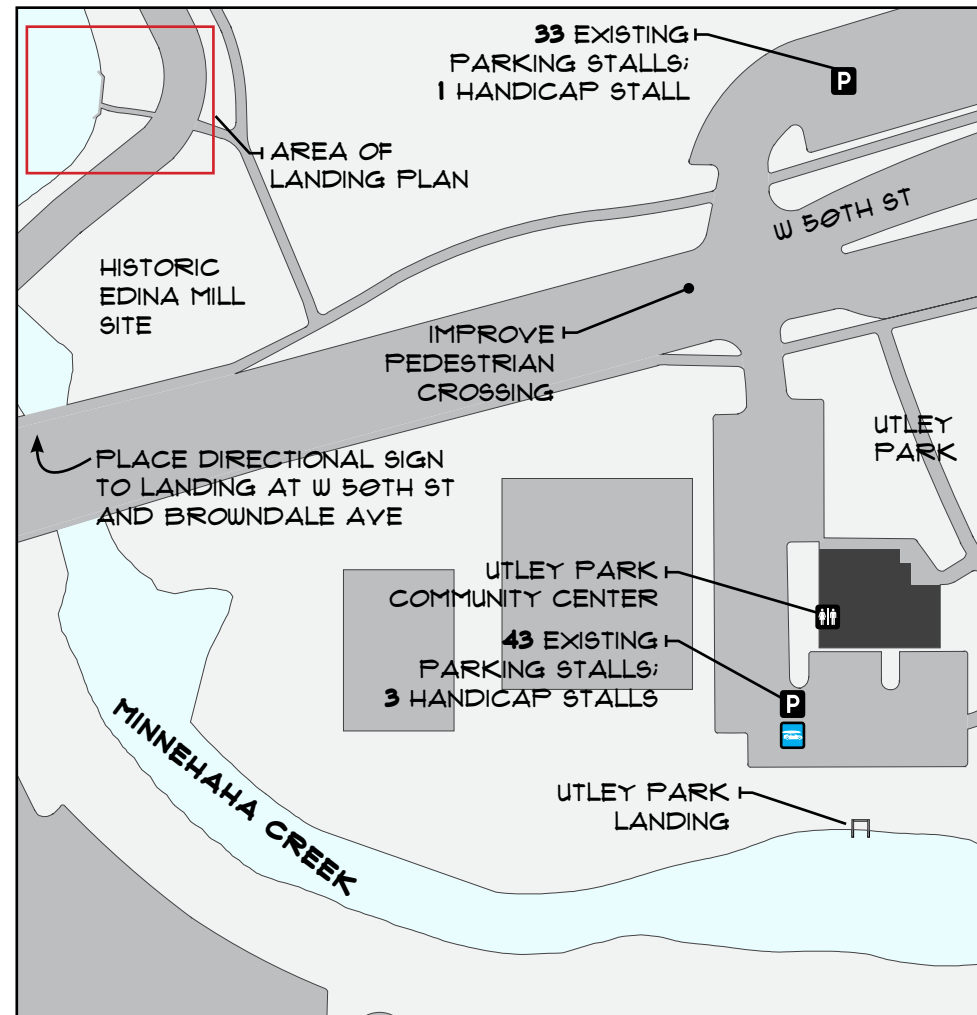 33 EXISTING
PARKING STALLS;
1 HANDICAP STALL
P
AREA OF
LANDING PLAN
W 50TH ST
HISTORIC
EDINA MILL
SITE
IMPROVE
PEDESTRIAN
CROSSING
UTLEY
PARK
PLACE DIRECTIONAL SIGN
TO LANDING AT W 50TH ST
AND BROWNDALE AVE
UTLEY PARK
COMMUNITY CENTER
43 EXISTING
PARKING STALLS;
3 HANDICAP STALLS
P
MINNEHAHA CREEK
UTLEY PARK
LANDING